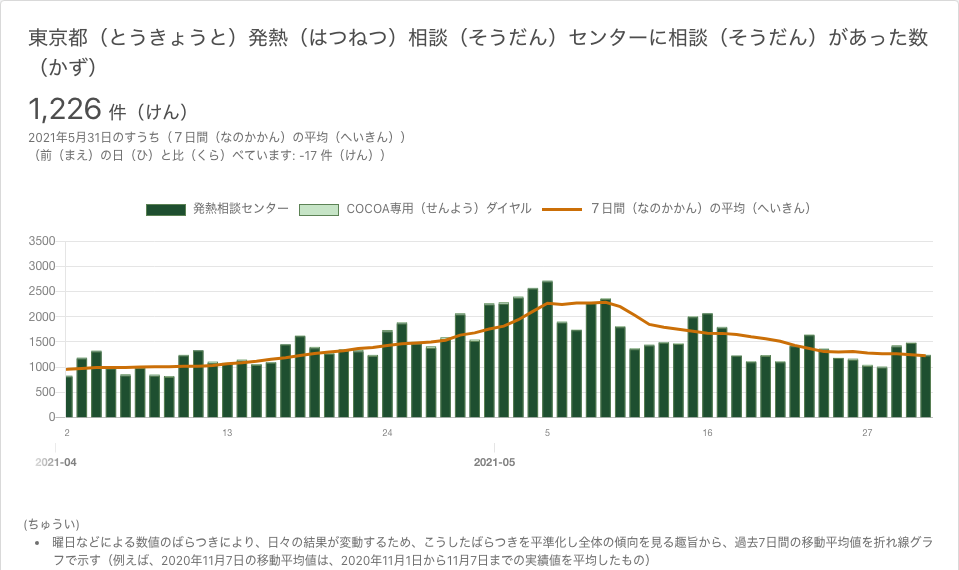 東京都（とうきょうと）発熱（はつねつ）相談（そうだん）センターに相談（そうだん）があった数
（かず）
1,226 件（けん）
2021年5月31日のすうち（７日間（なのかかん）の平均（へいきん））
（前（まえ）の日（ひ）と比（くら）べています: -17 件（けん））
発熱相談センター COCOA専用（せんよう）ダイヤル ７日間（なのかかん）の平均（へいきん）
3500
3000
2500
2000
1500
1000
500
0
2 13 24 5 16 27
2021-04 2021-05
(ちゅうい)
• 曜日などによる数値のばらつきにより、日々の結果が変動するため、こうしたばらつきを平準化し全体の傾向を見る趣旨から、過去7日間の移動平均値を折れ線グラ
フで示す（例えば、2020年11月7日の移動平均値は、2020年11月1日から11月7日までの実績値を平均したもの）